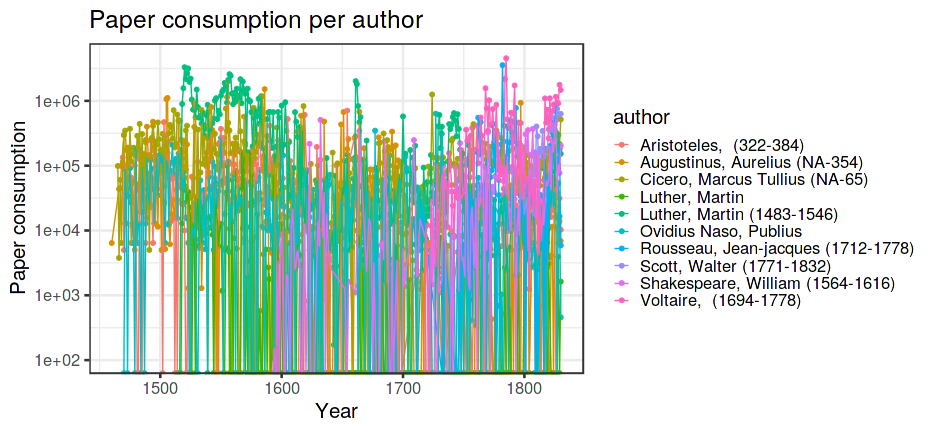 Paper consumption per author
Paper consumption
1e+06
1e+05
1e+04
1e+03
1e+02
1500
1600
1700
1800
Year
author
Aristoteles, (322-384)
Augustinus, Aurelius (NA-354)
Cicero, Marcus Tullius (NA-65)
Luther, Martin
Luther, Martin (1483-1546)
Ovidius Naso, Publius
Rousseau, Jean-jacques (1712-1778)
Scott, Walter (1771-1832)
Shakespeare, William (1564-1616)
Voltaire, (1694-1778)